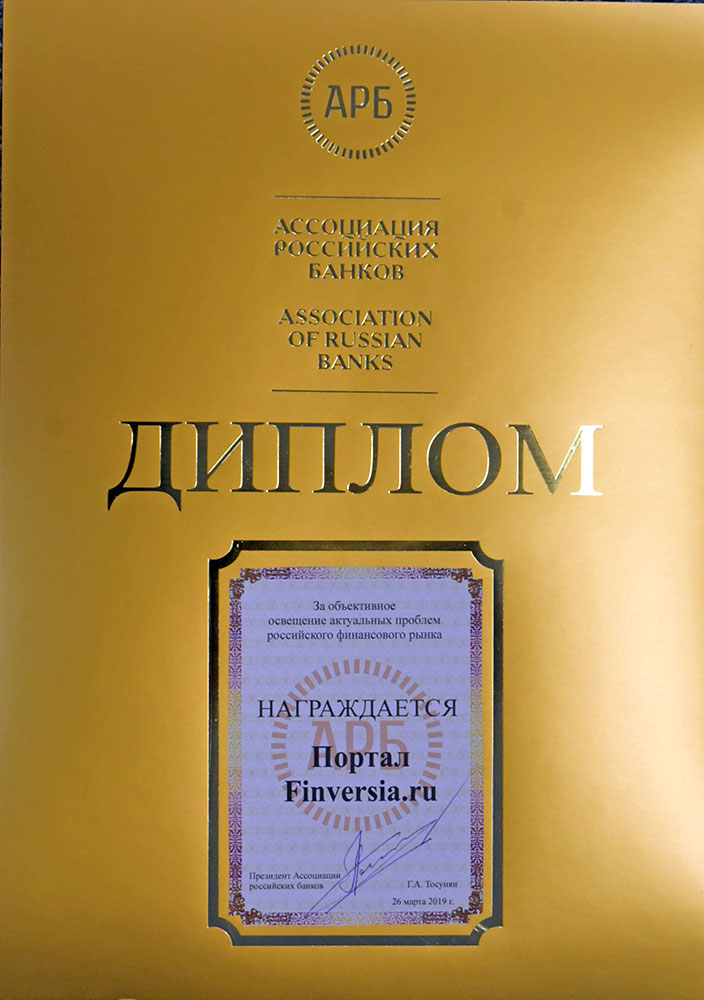 АРБ
АССОЦИАЦИЯ
РОССИЙСКИХ
БАНКОВ
ASSOCIATION
OF RUSSIAN
BANKS
ДИПЛОМ
За объективное
освещение актуальных проблем
российского финансового рынка
НАГРАЖДАЕТСЯ
АРБ
Портал
Finversia.ru
Президент Ассоциации
российских банков
Г.А. Тосунян
26 марта 2019 г.